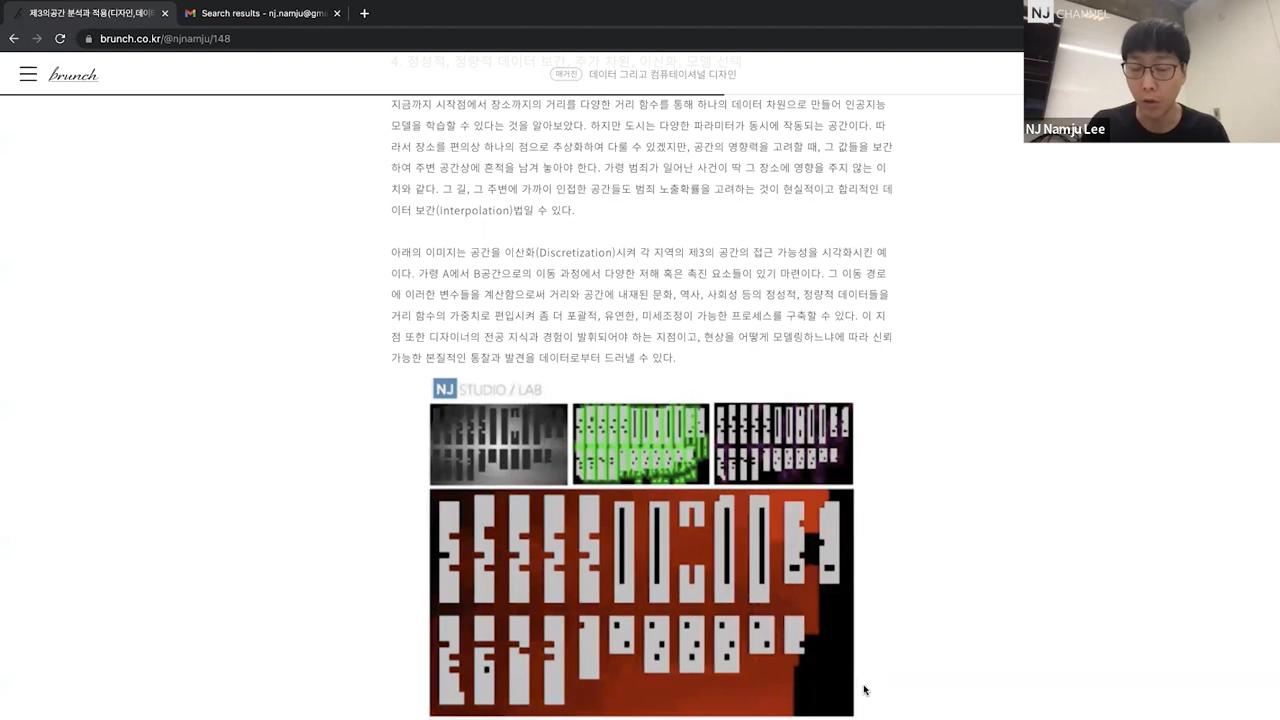 제3의공간 분석과 적용(디자인,데이터
Search results - nj.namju@gm
brunch.co.kr/@njnamju/148
NJ CHANNEL
NJ Namju Lee
4. 정성적, 정량적 데이터 보간, 추가 차원, 이산화, 모델 선택
brunch
매거진 데이터 그리고 컴퓨테이셔널 디자인
지금까지 시작점에서 장소까지의 거리를 다양한 거리 함수를 통해 하나의 데이터 차원으로 만들어 인공지능
모델을 학습할 수 있다는 것을 알아보았다. 하지만 도시는 다양한 파라미터가 동시에 작동되는 공간이다. 따
라서 장소를 편의상 하나의 점으로 추상화하여 다룰 수 있겠지만, 공간의 영향력을 고려할 때, 그 값들을 보간
하여 주변 공간상에 흔적을 남겨 놓아야 한다. 가령 범죄가 일어난 사건이 딱 그 장소에 영향을 주지 않는 이
치와 같다. 그 길, 그 주변에 가까이 인접한 공간들도 범죄 노출확률을 고려하는 것이 현실적이고 합리적인 데
이터 보간(Interpolation)법일 수 있다.
아래의 이미지는 공간을 이산화(Discretization)시켜 각 지역의 제3의 공간의 접근 가능성을 시각화시킨 예
이다. 가령 A에서 B공간으로의 이동 과정에서 다양한 저해 혹은 촉진 요소들이 있기 마련이다. 그 이동 경로
에 이러한 변수들을 계산함으로써 거리와 공간에 내재된 문화, 역사, 사회성 등의 정성적, 정량적 데이터들을
거리 함수의 가중치로 편입시켜 좀 더 포괄적, 유연한, 미세조정이 가능한 프로세스를 구축할 수 있다. 이 지
점 또한 디자이너의 전공 지식과 경험이 발휘되어야 하는 지점이고, 현상을 어떻게 모델링하느냐에 따라 신뢰
가능한 본질적인 통찰과 발견을 데이터로부터 드러낼 수 있다.
NJ STUDIO / LAB